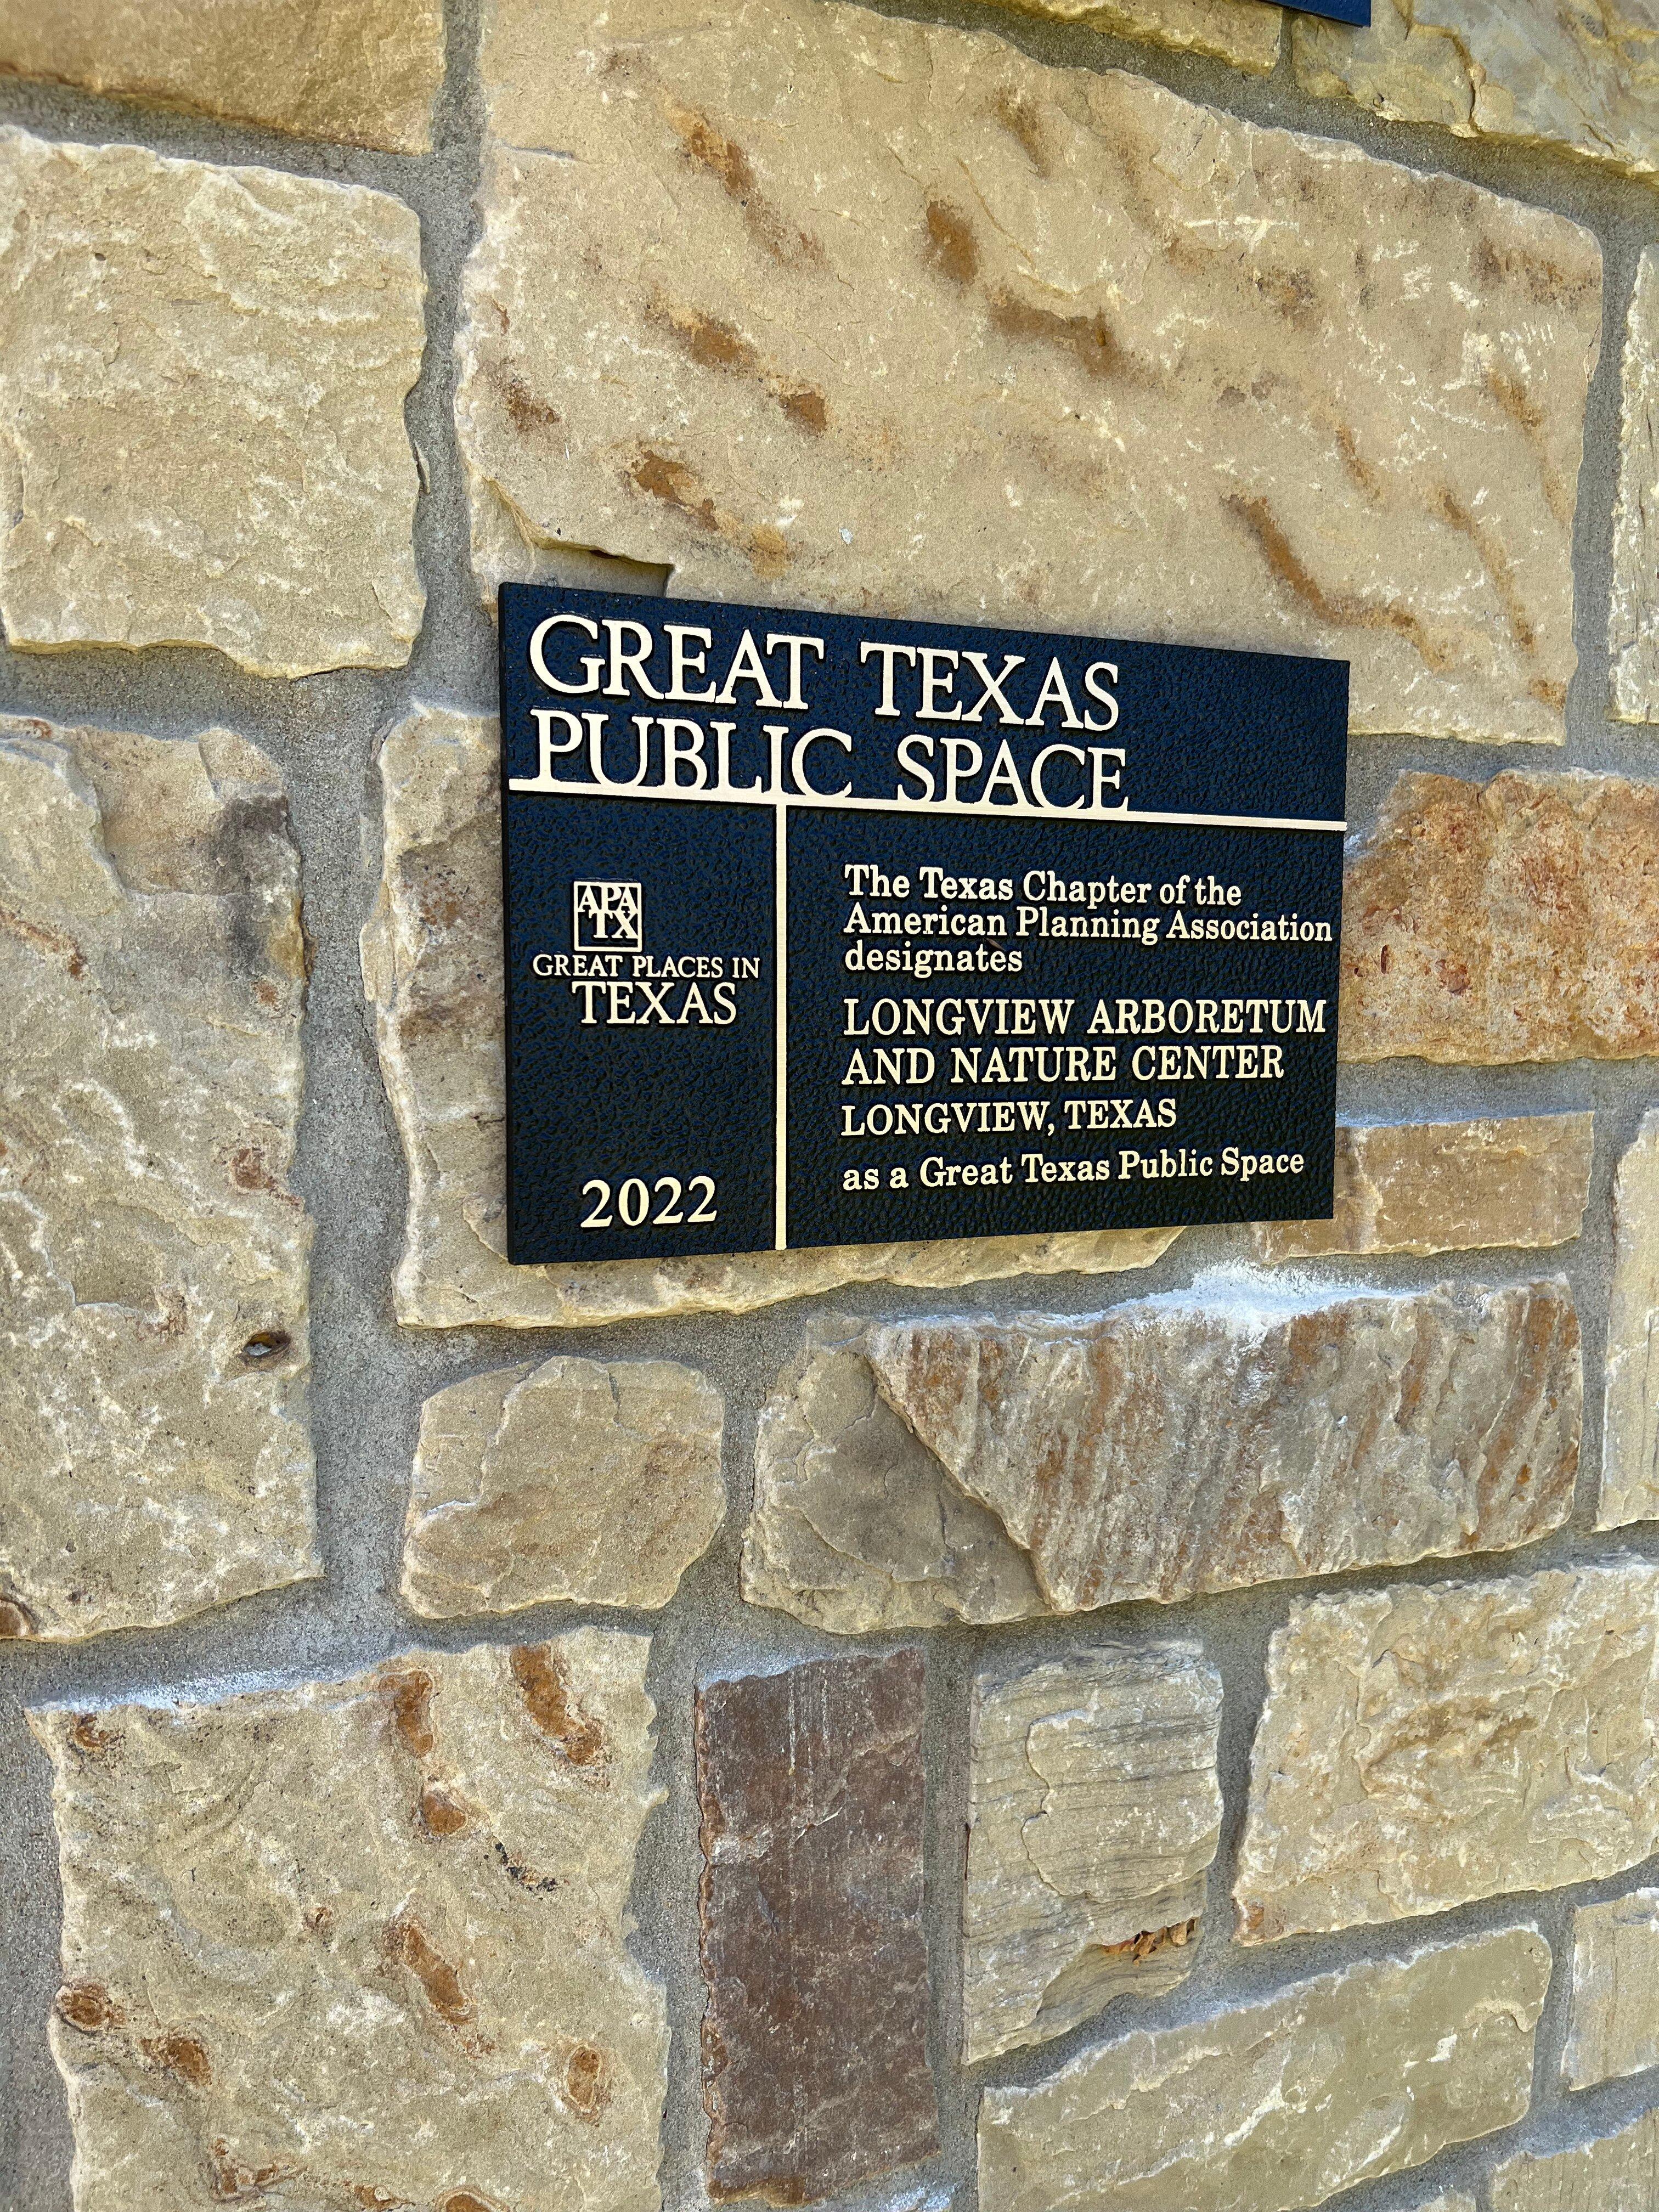 GREAT TEXAS
PUBLIC SPACE
APA
TX
GREAT PLACES IN
TEXAS
2022
The Texas Chapter of the
American Planning Association
designates
LONGVIEW ARBORETUM
AND NATURE CENTER
LONGVIEW, TEXAS
as a Great Texas Public Space